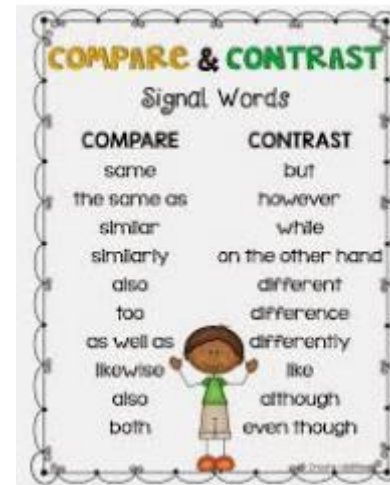 COMPARE & CONTRAST
Signal Words
COMPARE CONTRAST
same but
the same as however
similar while
similarly on the other hand
also different
too difference
as well as differently
likewise like
also although
both even though